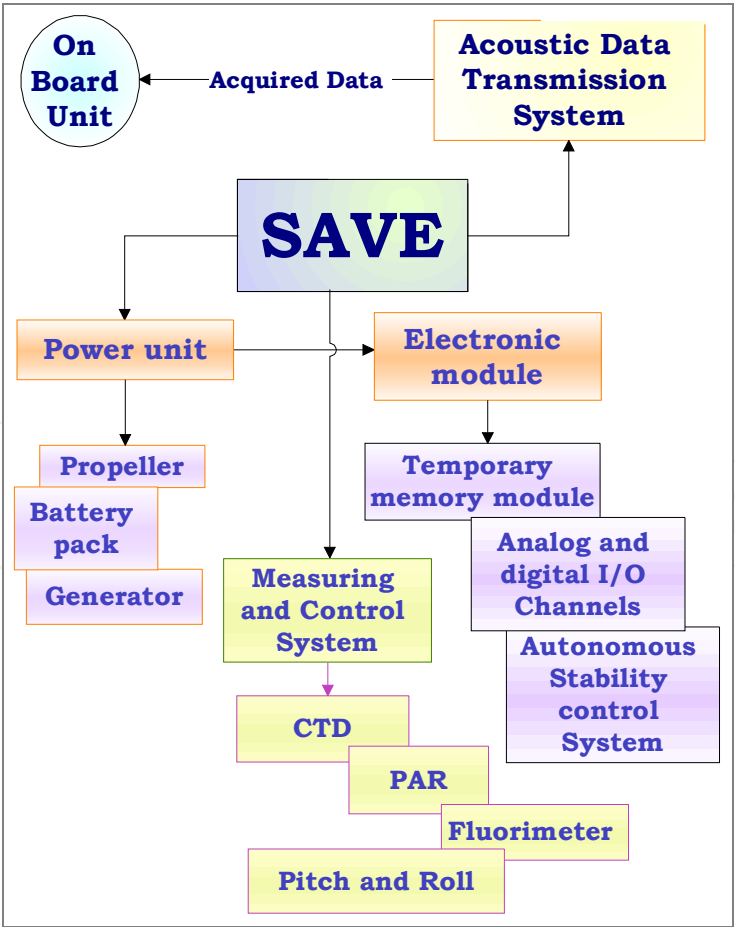 On
Board
Unit
Acquired Data
Acoustic Data
Transmission
System
SAVE
Power unit
Electronic
module
Propeller
Battery
pack
Generator
Temporary
memory module
Analog and
digital I/O
Channels
Autonomous
Stability
control
System
Measuring
and Control
System
CTD
PAR
Fluorimeter
Pitch and Roll